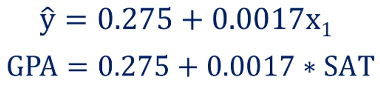 ŷ = 0.275 + 0.0017x₁
GPA = 0.275 + 0.0017 * SAT